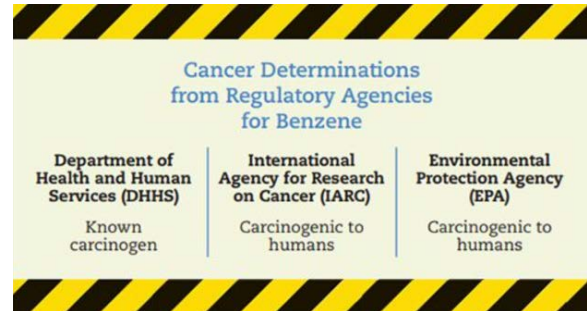 Cancer Determinations
from Regulatory Agencies
for Benzene
Department of
Health and Human
Services (DHHS)
Known
carcinogen
International
Agency for Research
on Cancer (IARC)
Carcinogenic to
humans
Environmental
Protection Agency
(EPA)
Carcinogenic to
humans